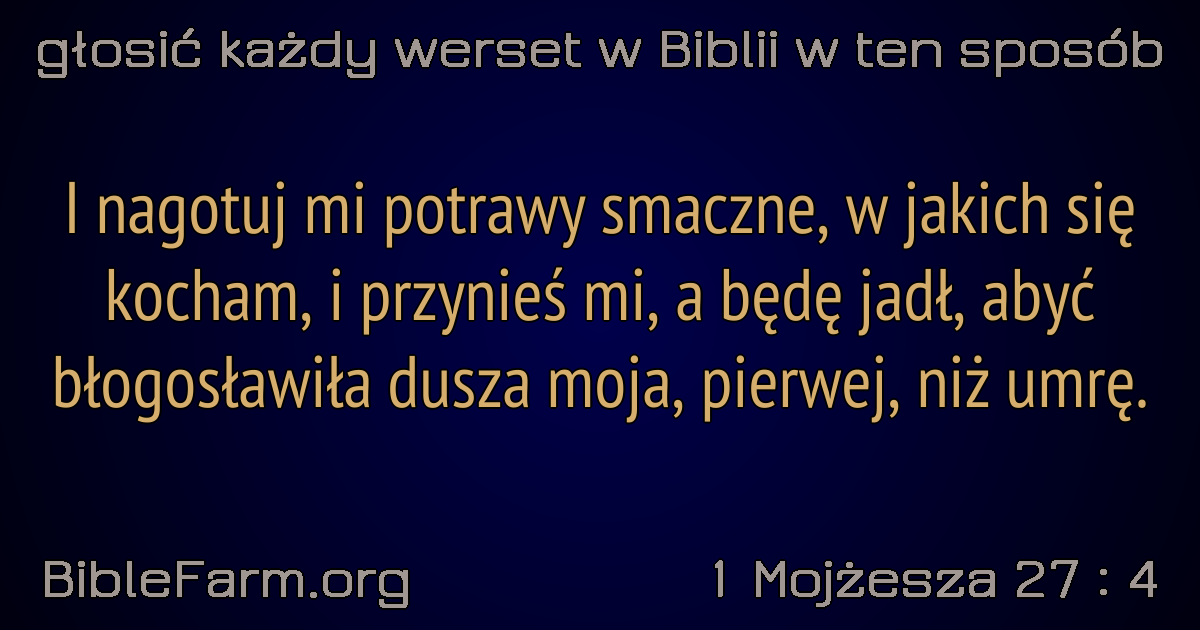 głosić każdy werset w Biblii w ten sposób
I nagotuj mi potrawy smaczne, w jakich się
kocham, i przynieś mi, a będę jadł, abyć
błogosławiła dusza moja, pierwej, niż umrę.
BibleFarm.org
1 Mojżesza 27 : 4